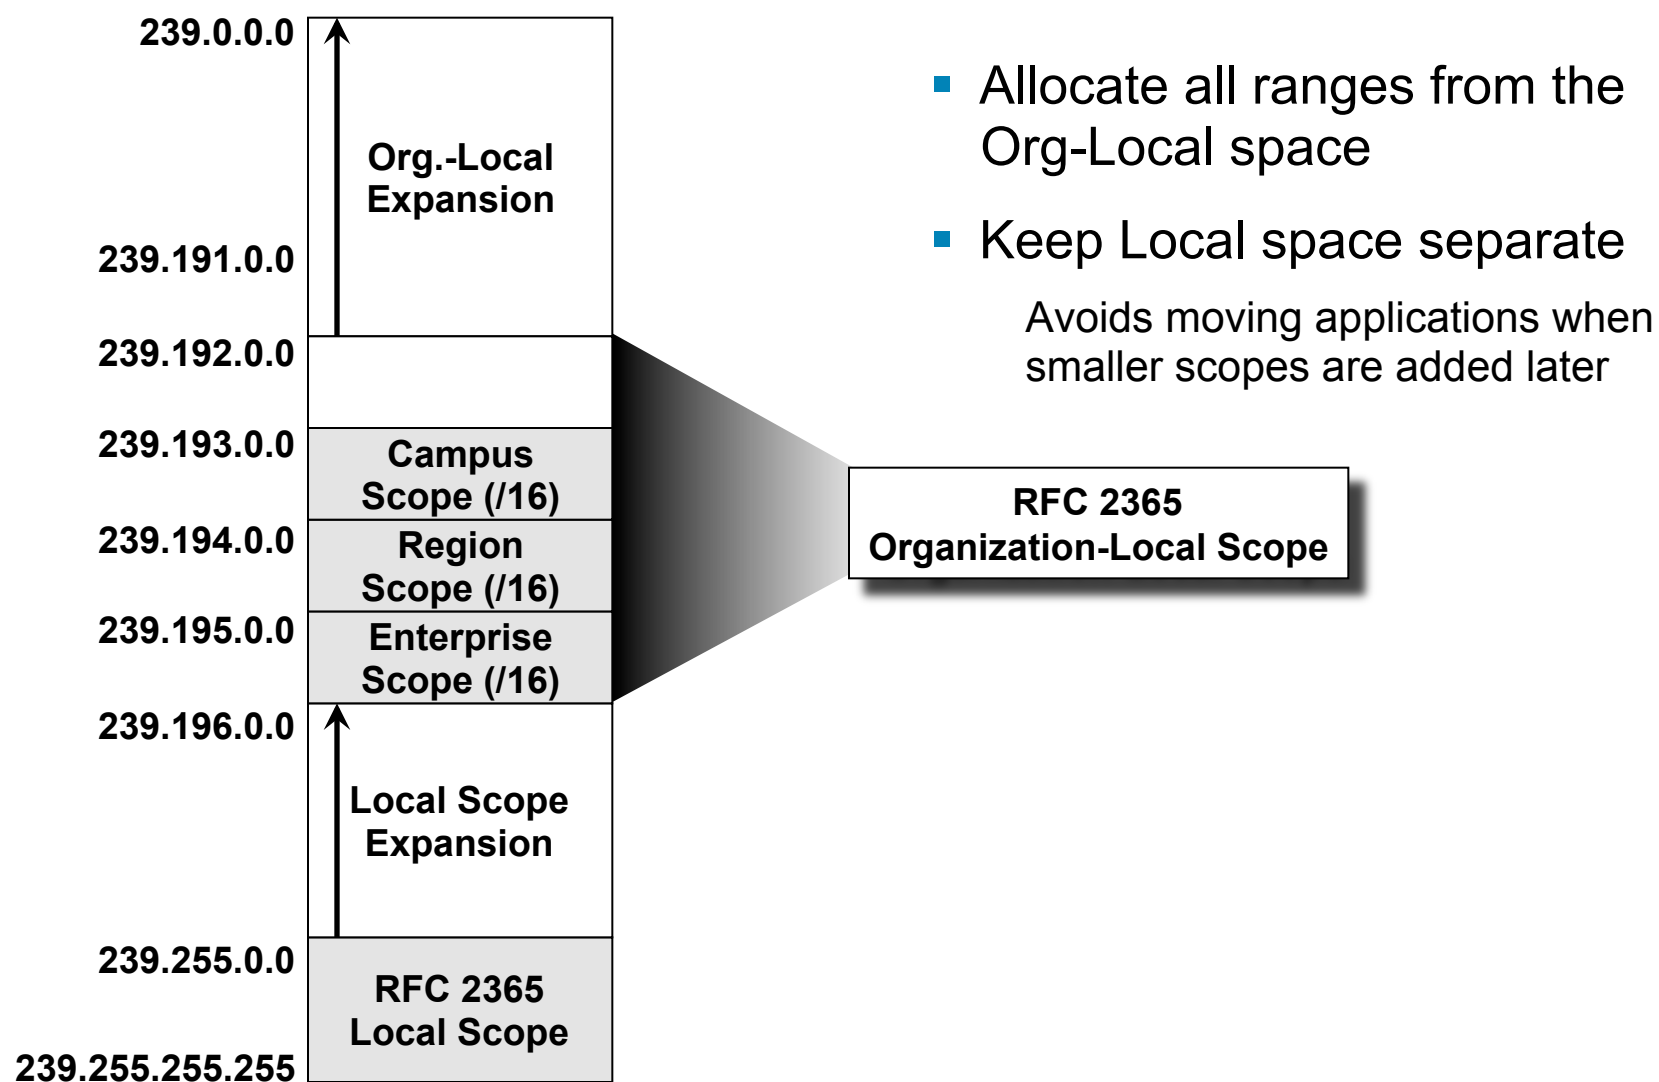 239.0.0.0
Org.-Local
Expansion
239.191.0.0
239.192.0.0
239.193.0.0
Campus
Scope (/16)
239.194.0.0
Region
Scope (/16)
239.195.0.0
Enterprise
Scope (/16)
239.196.0.0
Local Scope
Expansion
239.255.0.0
RFC 2365
Local Scope
239.255.255.255
RFC 2365
Organization-Local Scope
▪ Allocate all ranges from the
Org-Local space
▪ Keep Local space separate
Avoids moving applications when
smaller scopes are added later